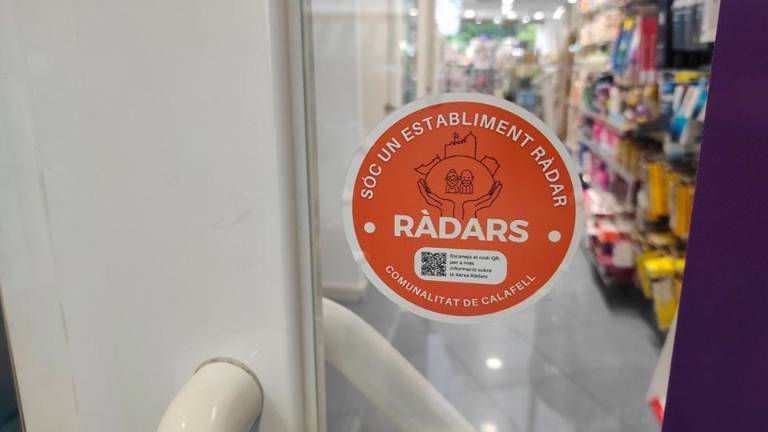 SÓC UN ESTABLIMENT RÀDAR
RÀDARS
Escaneja el codi QR,
per a més
informació sobre
la Xarxa Ràdars
COMUNALITAT DE CALAFELL